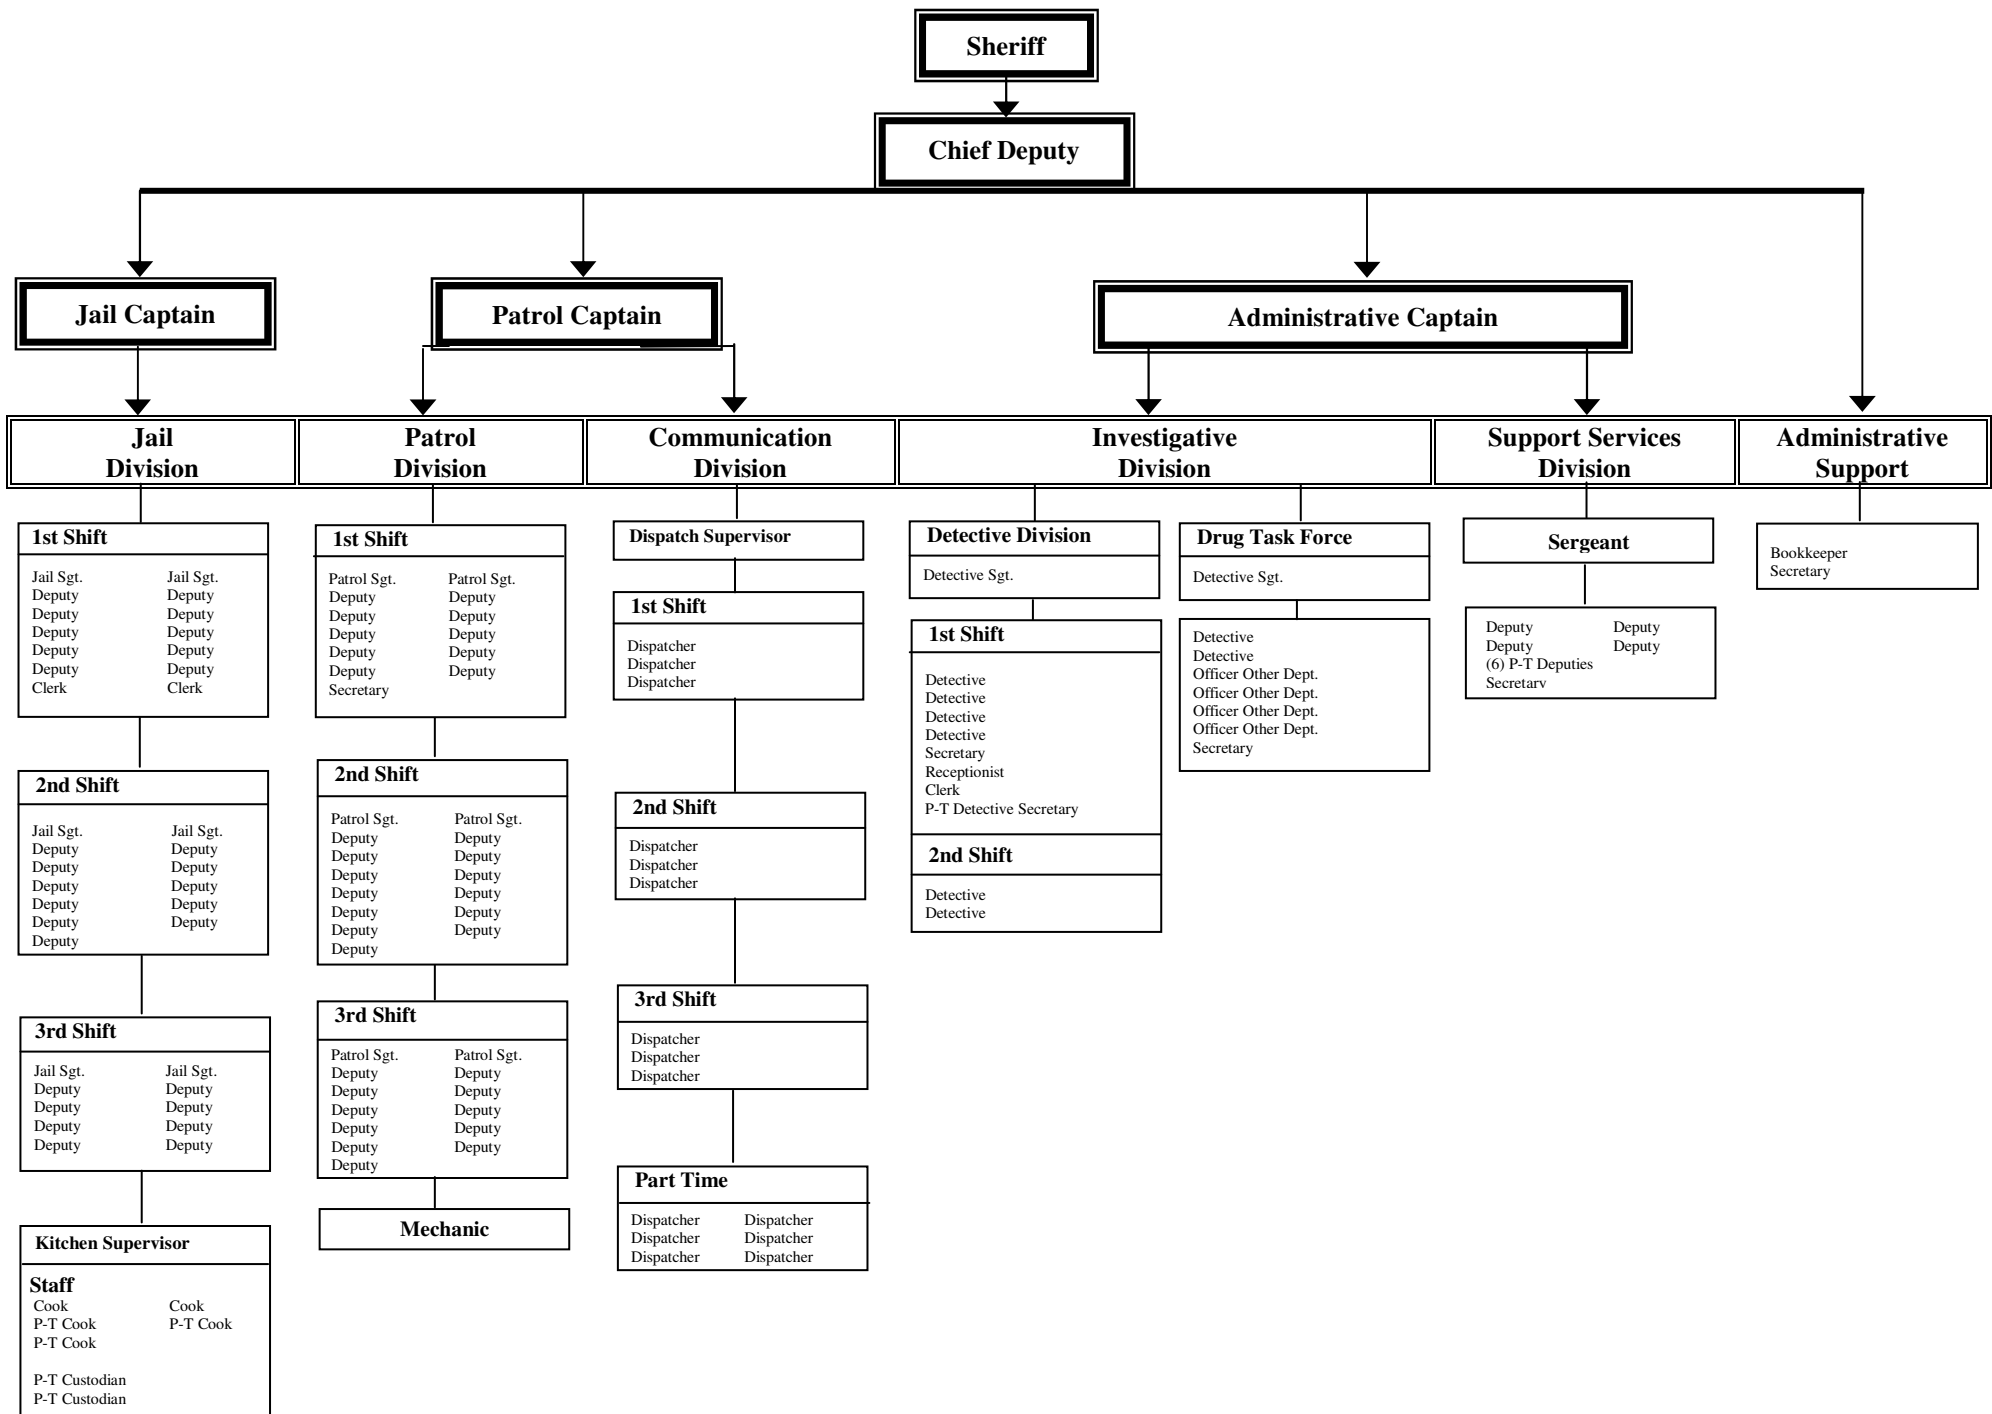 Sheriff
Chief Deputy
Jail Captain
Patrol Captain
Administrative Captain
Jail
Division
Patrol
Division
Communication
Division
Investigative
Division
Support Services
Division
Administrative
Support
1st Shift
Jail Sgt. Jail Sgt.
Deputy Deputy
Deputy Deputy
Deputy Deputy
Deputy Deputy
Deputy Deputy
Clerk Clerk
2nd Shift
Jail Sgt. Jail Sgt.
Deputy Deputy
Deputy Deputy
Deputy Deputy
Deputy Deputy
Deputy Deputy
Deputy
3rd Shift
Jail Sgt. Jail Sgt.
Deputy Deputy
Deputy Deputy
Deputy Deputy
Deputy Deputy
Kitchen Supervisor
Staff
Cook Cook
P-T Cook P-T Cook
P-T Cook
P-T Custodian
P-T Custodian
1st Shift
Patrol Sgt. Patrol Sgt.
Deputy Deputy
Deputy Deputy
Deputy Deputy
Deputy Deputy
Deputy Deputy
Secretary
2nd Shift
Patrol Sgt. Patrol Sgt.
Deputy Deputy
Deputy Deputy
Deputy Deputy
Deputy Deputy
Deputy Deputy
Deputy Deputy
Deputy
3rd Shift
Patrol Sgt. Patrol Sgt.
Deputy Deputy
Deputy Deputy
Deputy Deputy
Deputy Deputy
Deputy Deputy
Deputy
Mechanic
Dispatch Supervisor
1st Shift
Dispatcher
Dispatcher
Dispatcher
2nd Shift
Dispatcher
Dispatcher
Dispatcher
3rd Shift
Dispatcher
Dispatcher
Dispatcher
Part Time
Dispatcher Dispatcher
Dispatcher Dispatcher
Dispatcher Dispatcher
Detective Division
Detective Sgt.
1st Shift
Detective
Detective
Detective
Detective
Secretary
Receptionist
Clerk
P-T Detective Secretary
2nd Shift
Detective
Detective
Drug Task Force
Detective Sgt.
Detective
Detective
Officer Other Dept.
Officer Other Dept.
Officer Other Dept.
Officer Other Dept.
Secretary
Sergeant
Deputy Deputy
Deputy Deputy
(6) P-T Deputies
Secretary
Bookkeeper
Secretary